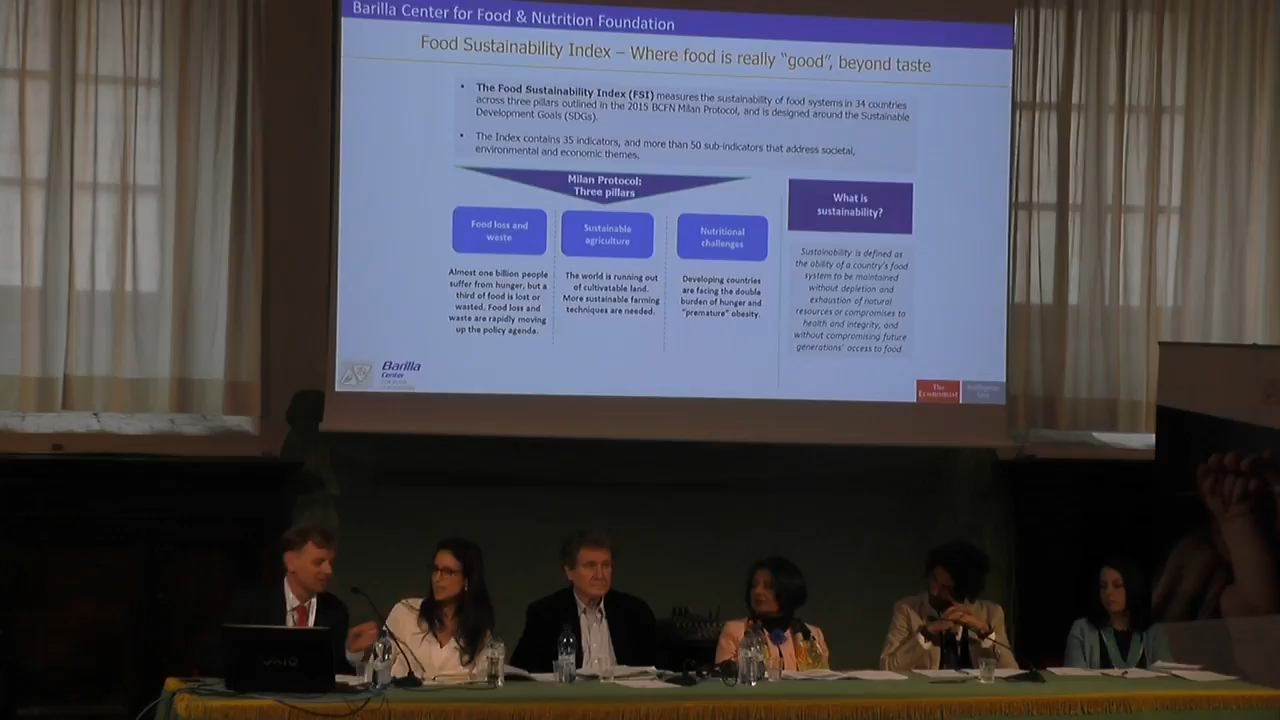 Barilla Center for Food & Nutrition Foundation
Food Sustainability Index – Where food is really "good", beyond taste
• The Food Sustainability Index (FSI) measures the sustainability of food systems in 34 countries
across three pillars outlined in the 2015 BCFN Milan Protocol, and is designed around the Sustainable
Development Goals (SDGs).
• The Index contains 35 indicators, and more than 50 sub-indicators that address societal,
environmental and economic themes.
Milan Protocol:
Three pillars
Food loss and
waste
Almost one billion people
suffer from hunger, but a
third of food is lost or
wasted. Food loss and
waste are rapidly moving
up the policy agenda.
Sustainable
agriculture
The world is running out
of cultivatable land.
More sustainable farming
techniques are needed.
Nutritional
challenges
Developing countries
are facing the double
burden of hunger and
"premature" obesity.
What is
sustainability?
Sustainability is defined as
the ability of a country's food
system to be maintained
without depletion and
exhaustion of natural
resources or compromises to
health and integrity, and
without compromising future
generations' access to food.
Barilla
Center
The
Economist
VAIO